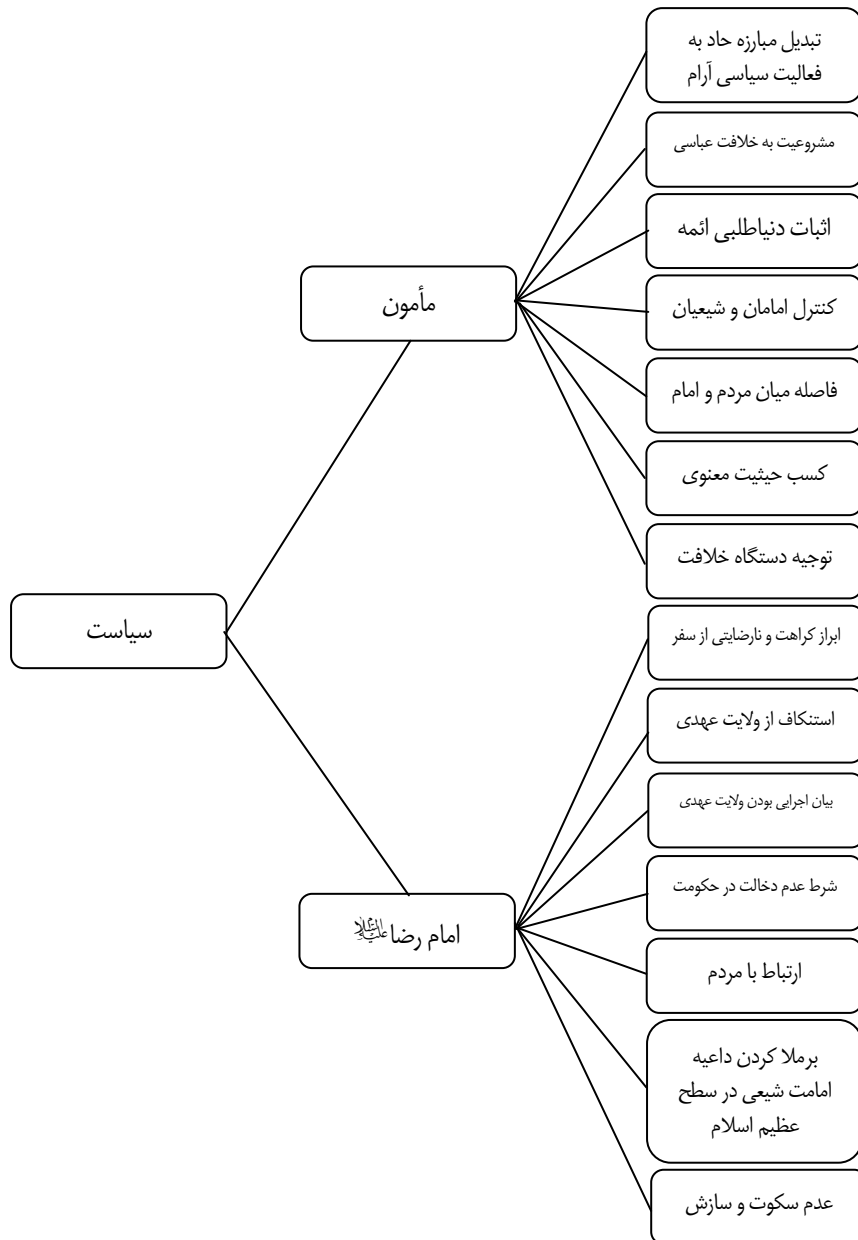 تبدیل مبارزه حاد به
فعالیت سیاسی آرام
مشروعیت به خلافت عباسی
اثبات دنیاطلبی ائمه
مأمون
کنترل امامان و شیعیان
فاصله میان مردم و امام
کسب حیثیت معنوی
توجیه دستگاه خلافت
سیاست
ابراز کراهت و نارضایتی از سفر
استنکاف از ولایت عهدی
بیان اجرایی بودن ولایت عهدی
شرط عدم دخالت در حکومت
امام رضا علیه‌السلام
ارتباط با مردم
برملا کردن داعیه
امامت شیعی در سطح
عظیم اسلام
عدم سکوت و سازش